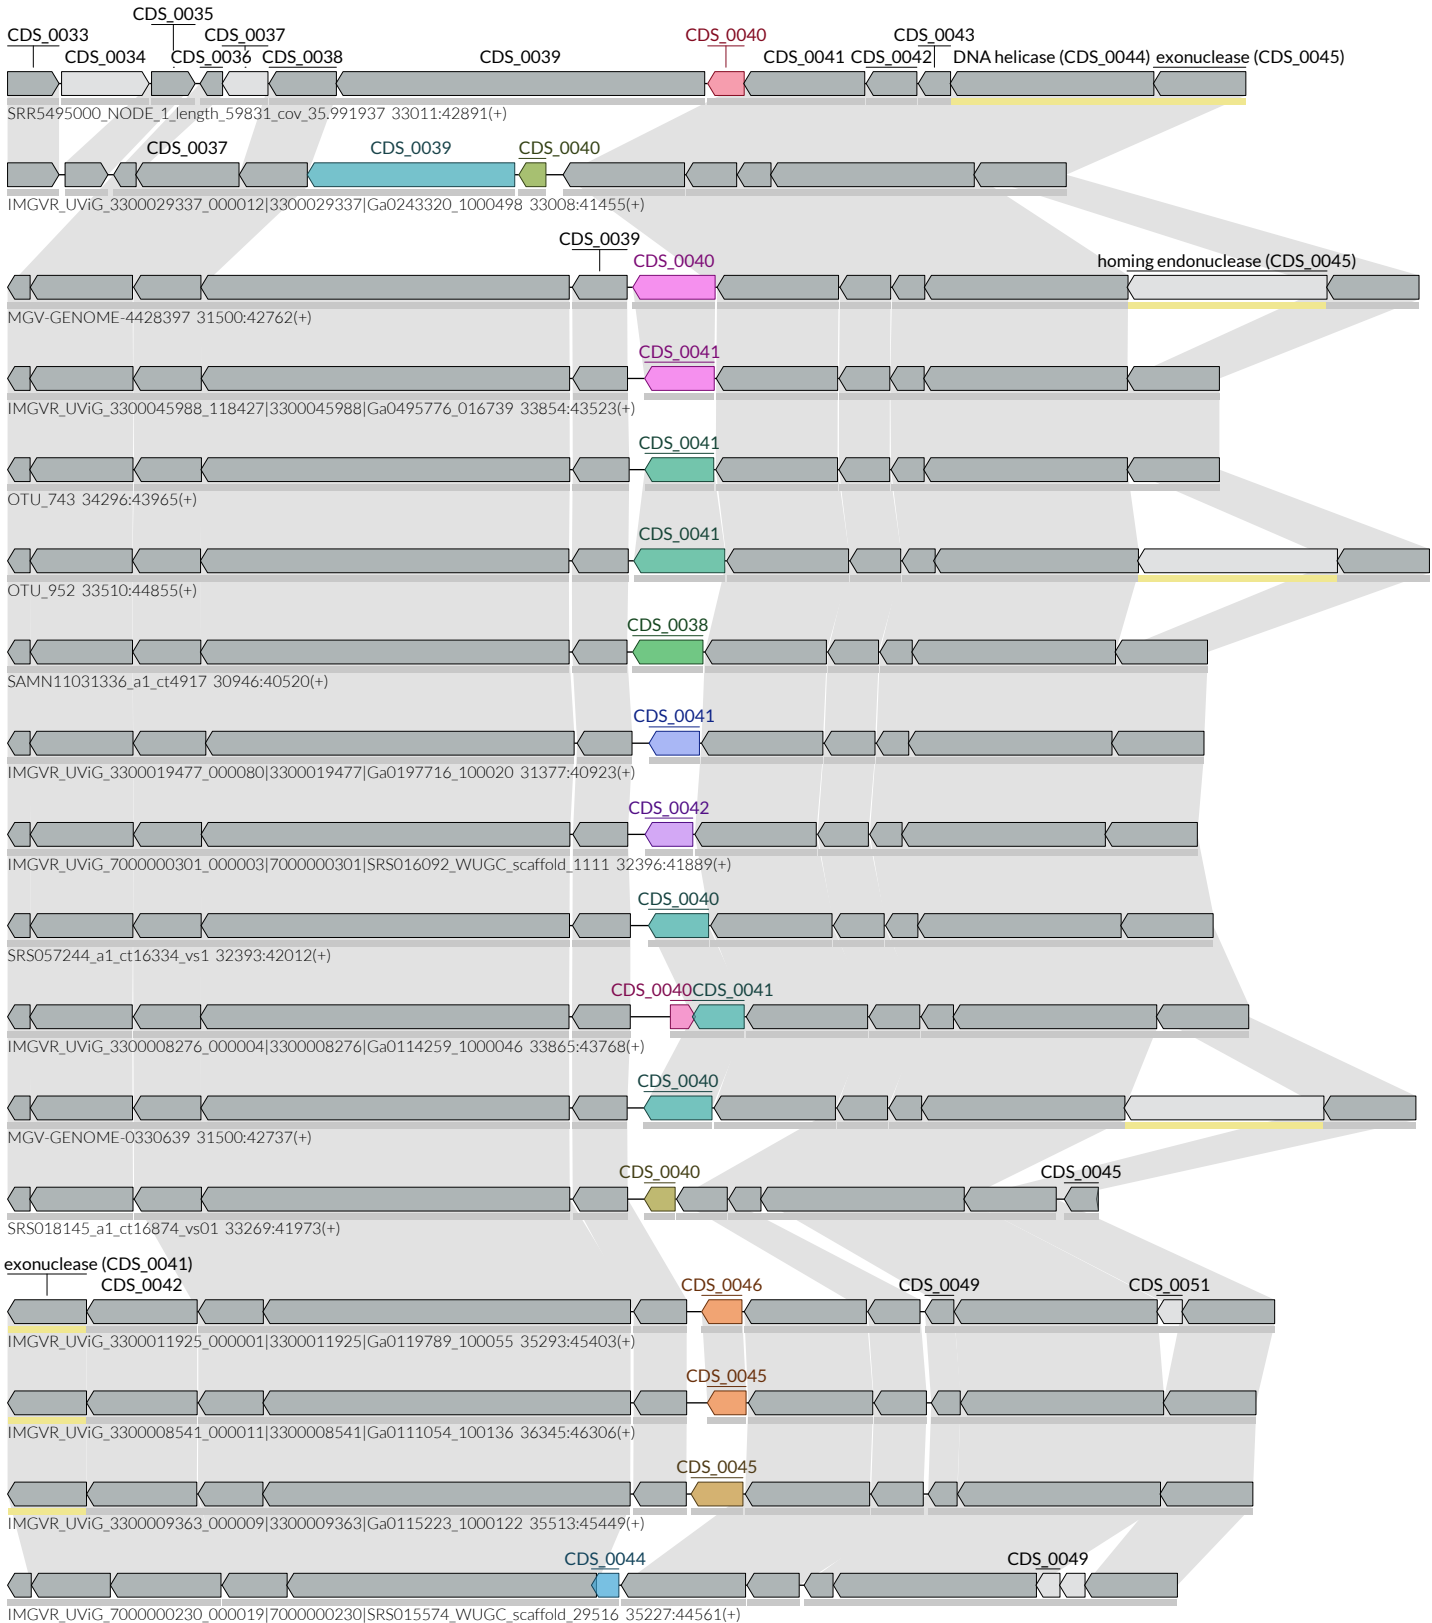 CDS_0035
CDS_0033 CDS_0037 CDS_0040 CDS_0043
CDS_0034 CDS_0036 CDS_0038 CDS_0039 CDS_0041 CDS_0042 DNA helicase (CDS_0044) exonuclease (CDS_0045)
SRR5495000_NODE_1_length_59831_cov_35.991937 33011:42891(+)
CDS_0037 CDS_0039 CDS_0040
IMGVR_UViG_3300029337_000012|3300029337|Ga0243320_1000498 33008:41455(+)
CDS_0039
CDS_0040 homing endonuclease (CDS_0045)
MGV-GENOME-4428397 31500:42762(+)
CDS_0041
IMGVR_UViG_3300045988_118427|3300045988|Ga0495776_016739 33854:43523(+)
CDS_0041
OTU_743 34296:43965(+)
CDS_0041
OTU_952 33510:44855(+)
CDS_0038
SAMN11031336_a1_ct4917 30946:40520(+)
CDS_0041
IMGVR_UViG_3300019477_000080|3300019477|Ga0197716_100020 31377:40923(+)
CDS_0042
IMGVR_UViG_7000000301_000003|7000000301|SRS016092_WUGC_scaffold_1111 32396:41889(+)
CDS_0040
SRS057244_a1_ct16334_vs1 32393:42012(+)
CDS_0040 CDS_0041
IMGVR_UViG_3300008276_000004|3300008276|Ga0114259_1000046 33865:43768(+)
CDS_0040
MGV-GENOME-0330639 31500:42737(+)
CDS_0040 CDS_0045
SRS018145_a1_ct16874_vs01 33269:41973(+)
exonuclease (CDS_0041)
CDS_0042 CDS_0046 CDS_0049 CDS_0051
IMGVR_UViG_3300011925_000001|3300011925|Ga0119789_100055 35293:45403(+)
CDS_0045
IMGVR_UViG_3300008541_000011|3300008541|Ga0111054_100136 36345:46306(+)
CDS_0045
IMGVR_UViG_3300009363_000009|3300009363|Ga0115223_1000122 35513:45449(+)
CDS_0044 CDS_0049
IMGVR_UViG_7000000230_000019|7000000230|SRS015574_WUGC_scaffold_29516 35227:44561(+)